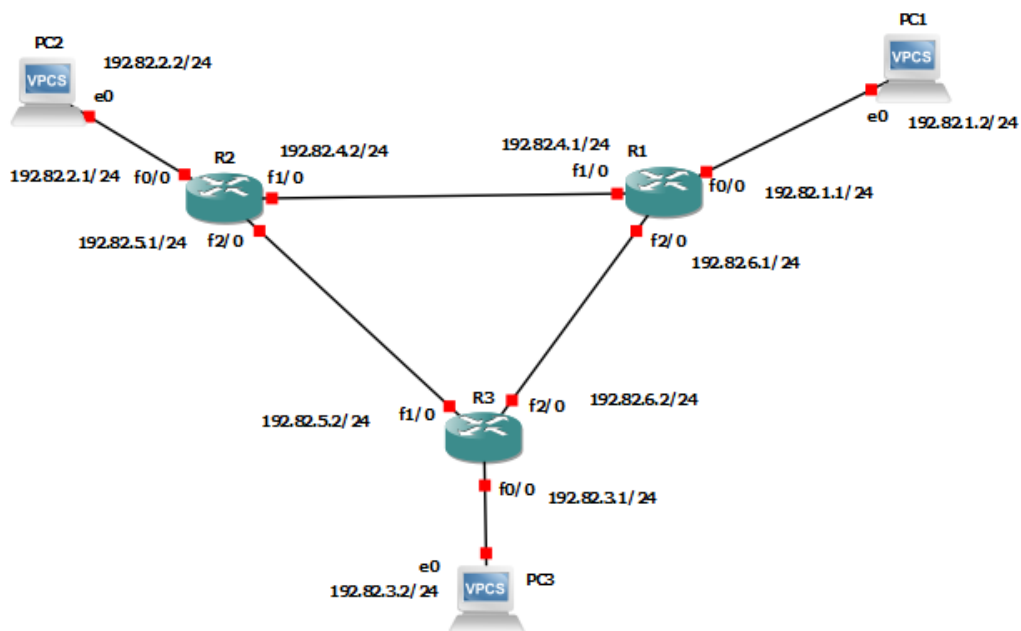 PC2
192.82.2.2/24
VPCS
e0
PC1
VPCS
e0
192.82.1.2/24
192.82.2.1/24
f0/0
R2
192.82.4.2/24
f1/0
192.82.4.1/24
f1/0
R1
f0/0
192.82.1.1/24
192.82.5.1/24
f2/0
f2/0
192.82.6.1/24
192.82.5.2/24
f1/0
R3
f2/0
192.82.6.2/24
f0/0
192.82.3.1/24
e0
192.82.3.2/24
VPCS
PC3